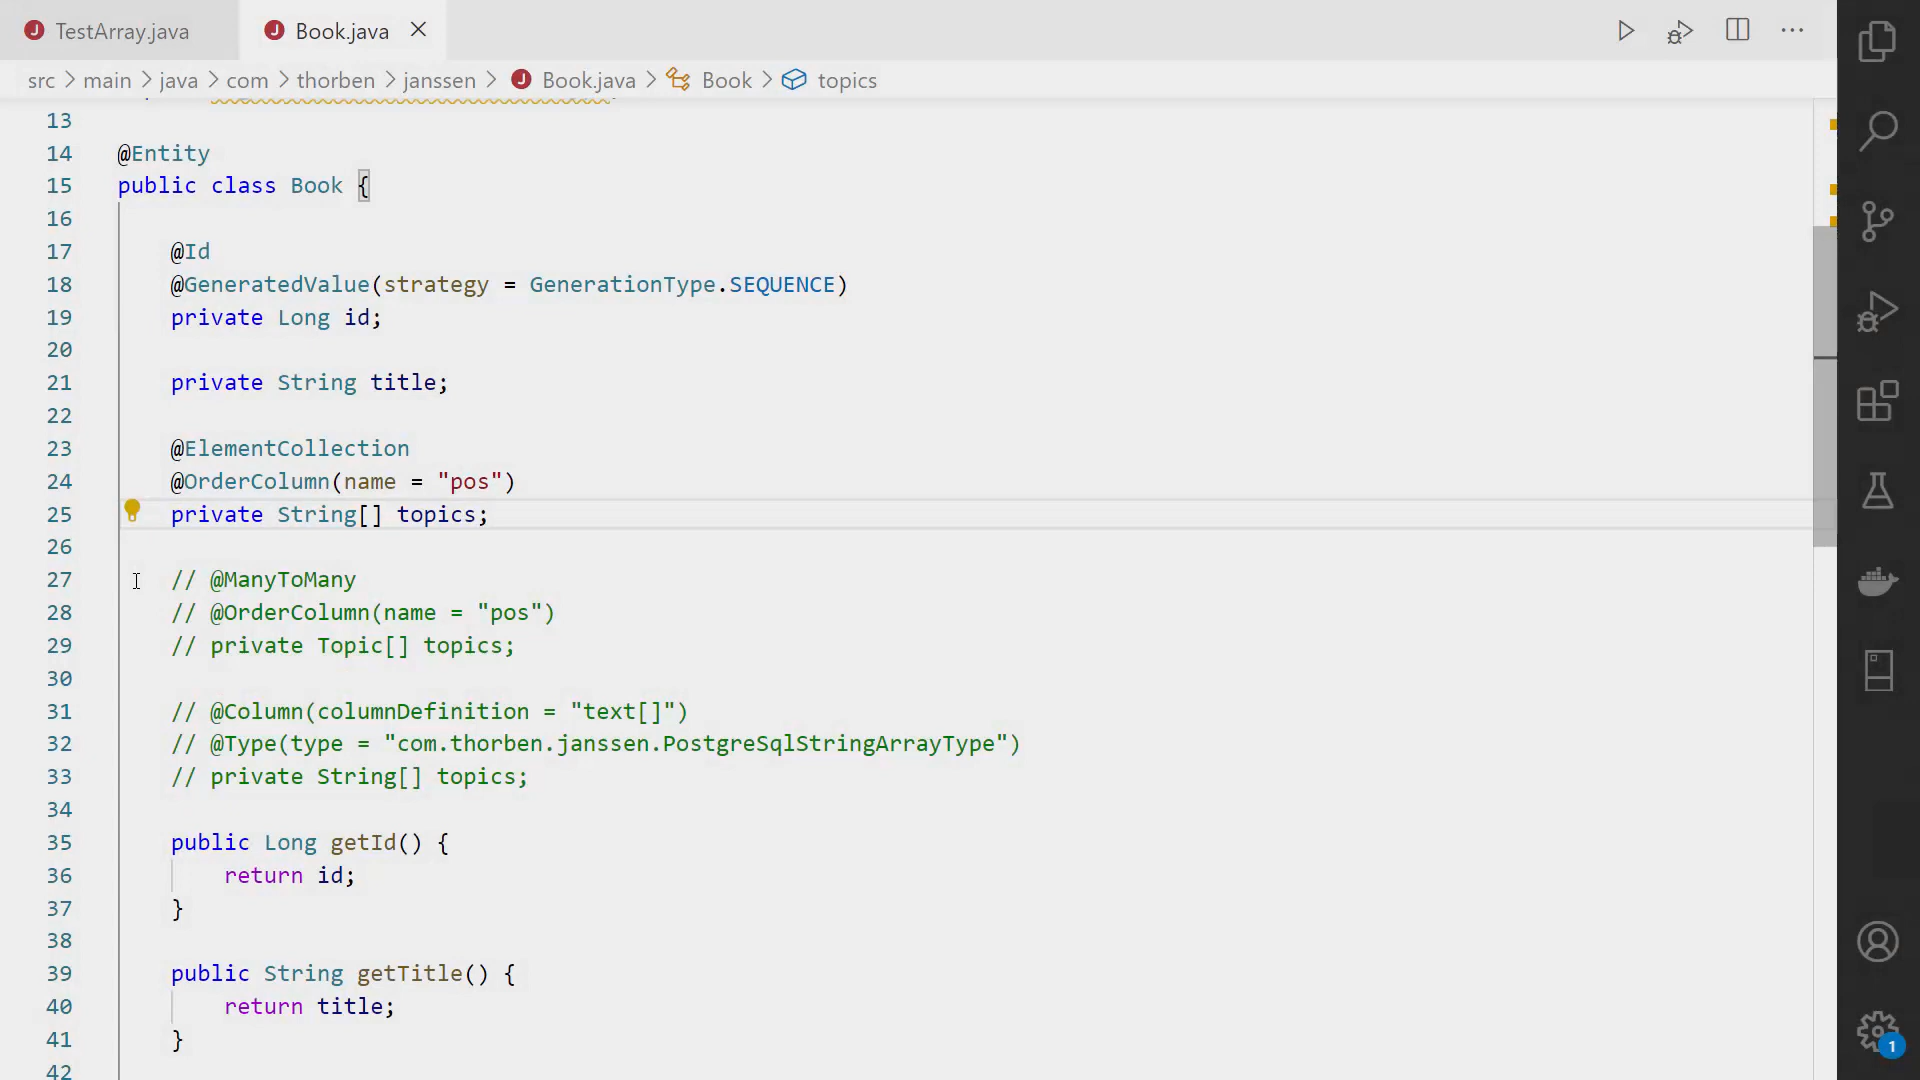 TestArray.java
Book.java
src > main > java > com > thorben > janssen > Book.java > Book > topics
13
14 @Entity
15 public class Book {
16
17 @Id
18 @GeneratedValue(strategy = GenerationType.SEQUENCE)
19 private Long id;
20
21 private String title;
22
23 @ElementCollection
24 @OrderColumn(name = "pos")
25 private String[] topics;
26
27 // @ManyToMany
28 // @OrderColumn(name = "pos")
29 // private Topic[] topics;
30
31 // @Column(columnDefinition = "text[]")
32 // @Type(type = "com.thorben.janssen.PostgreSqlStringArrayType")
33 // private String[] topics;
34
35 public Long getId() {
36 return id;
37 }
38
39 public String getTitle() {
40 return title;
41 }
42
1